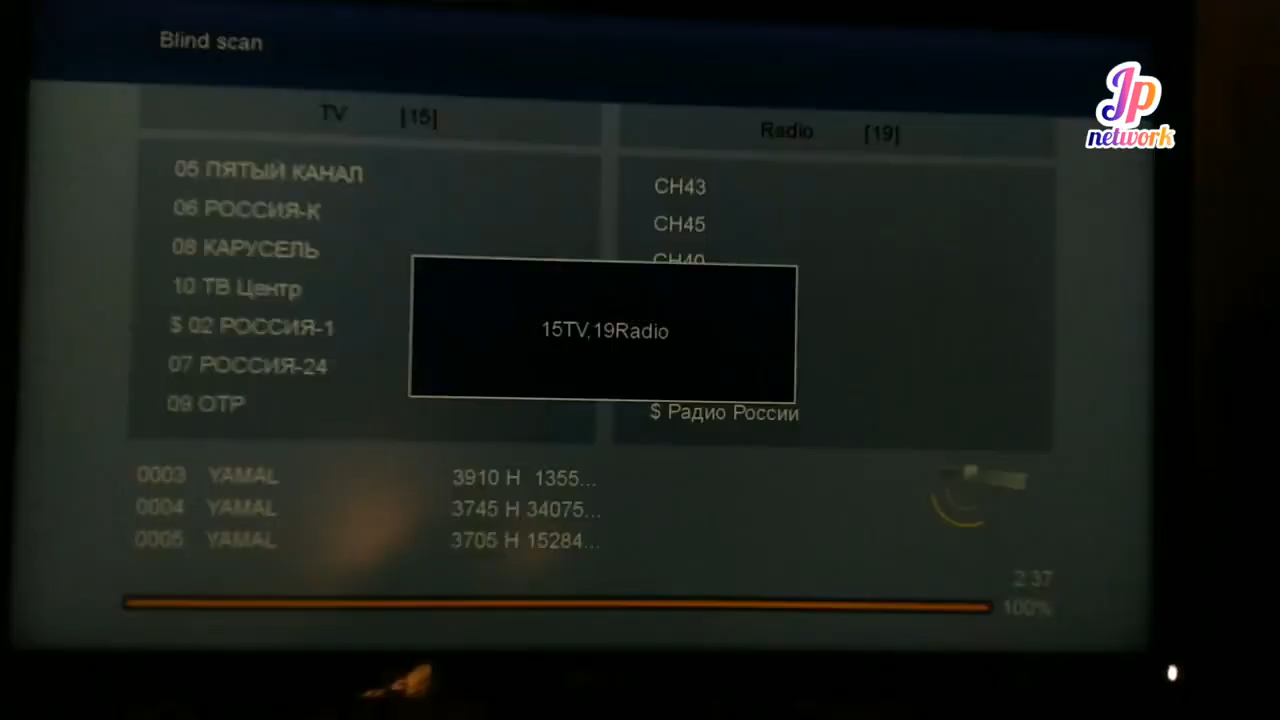 Blind scan
Jp
network
TV [15]
Radio [19]
05 ПЯТЫЙ КАНАЛ
06 РОССИЯ-К
08 КАРУСЕЛЬ
10 ТВ Центр
$ 02 РОССИЯ-1
07 РОССИЯ-24
09 ОТР
CH43
CH45
15TV,19Radio
$ Радио России
0003 YAMAL 3910 H 1355...
0004 YAMAL 3745 H 34075...
0005 YAMAL 3705 H 15284...
2:37
100%